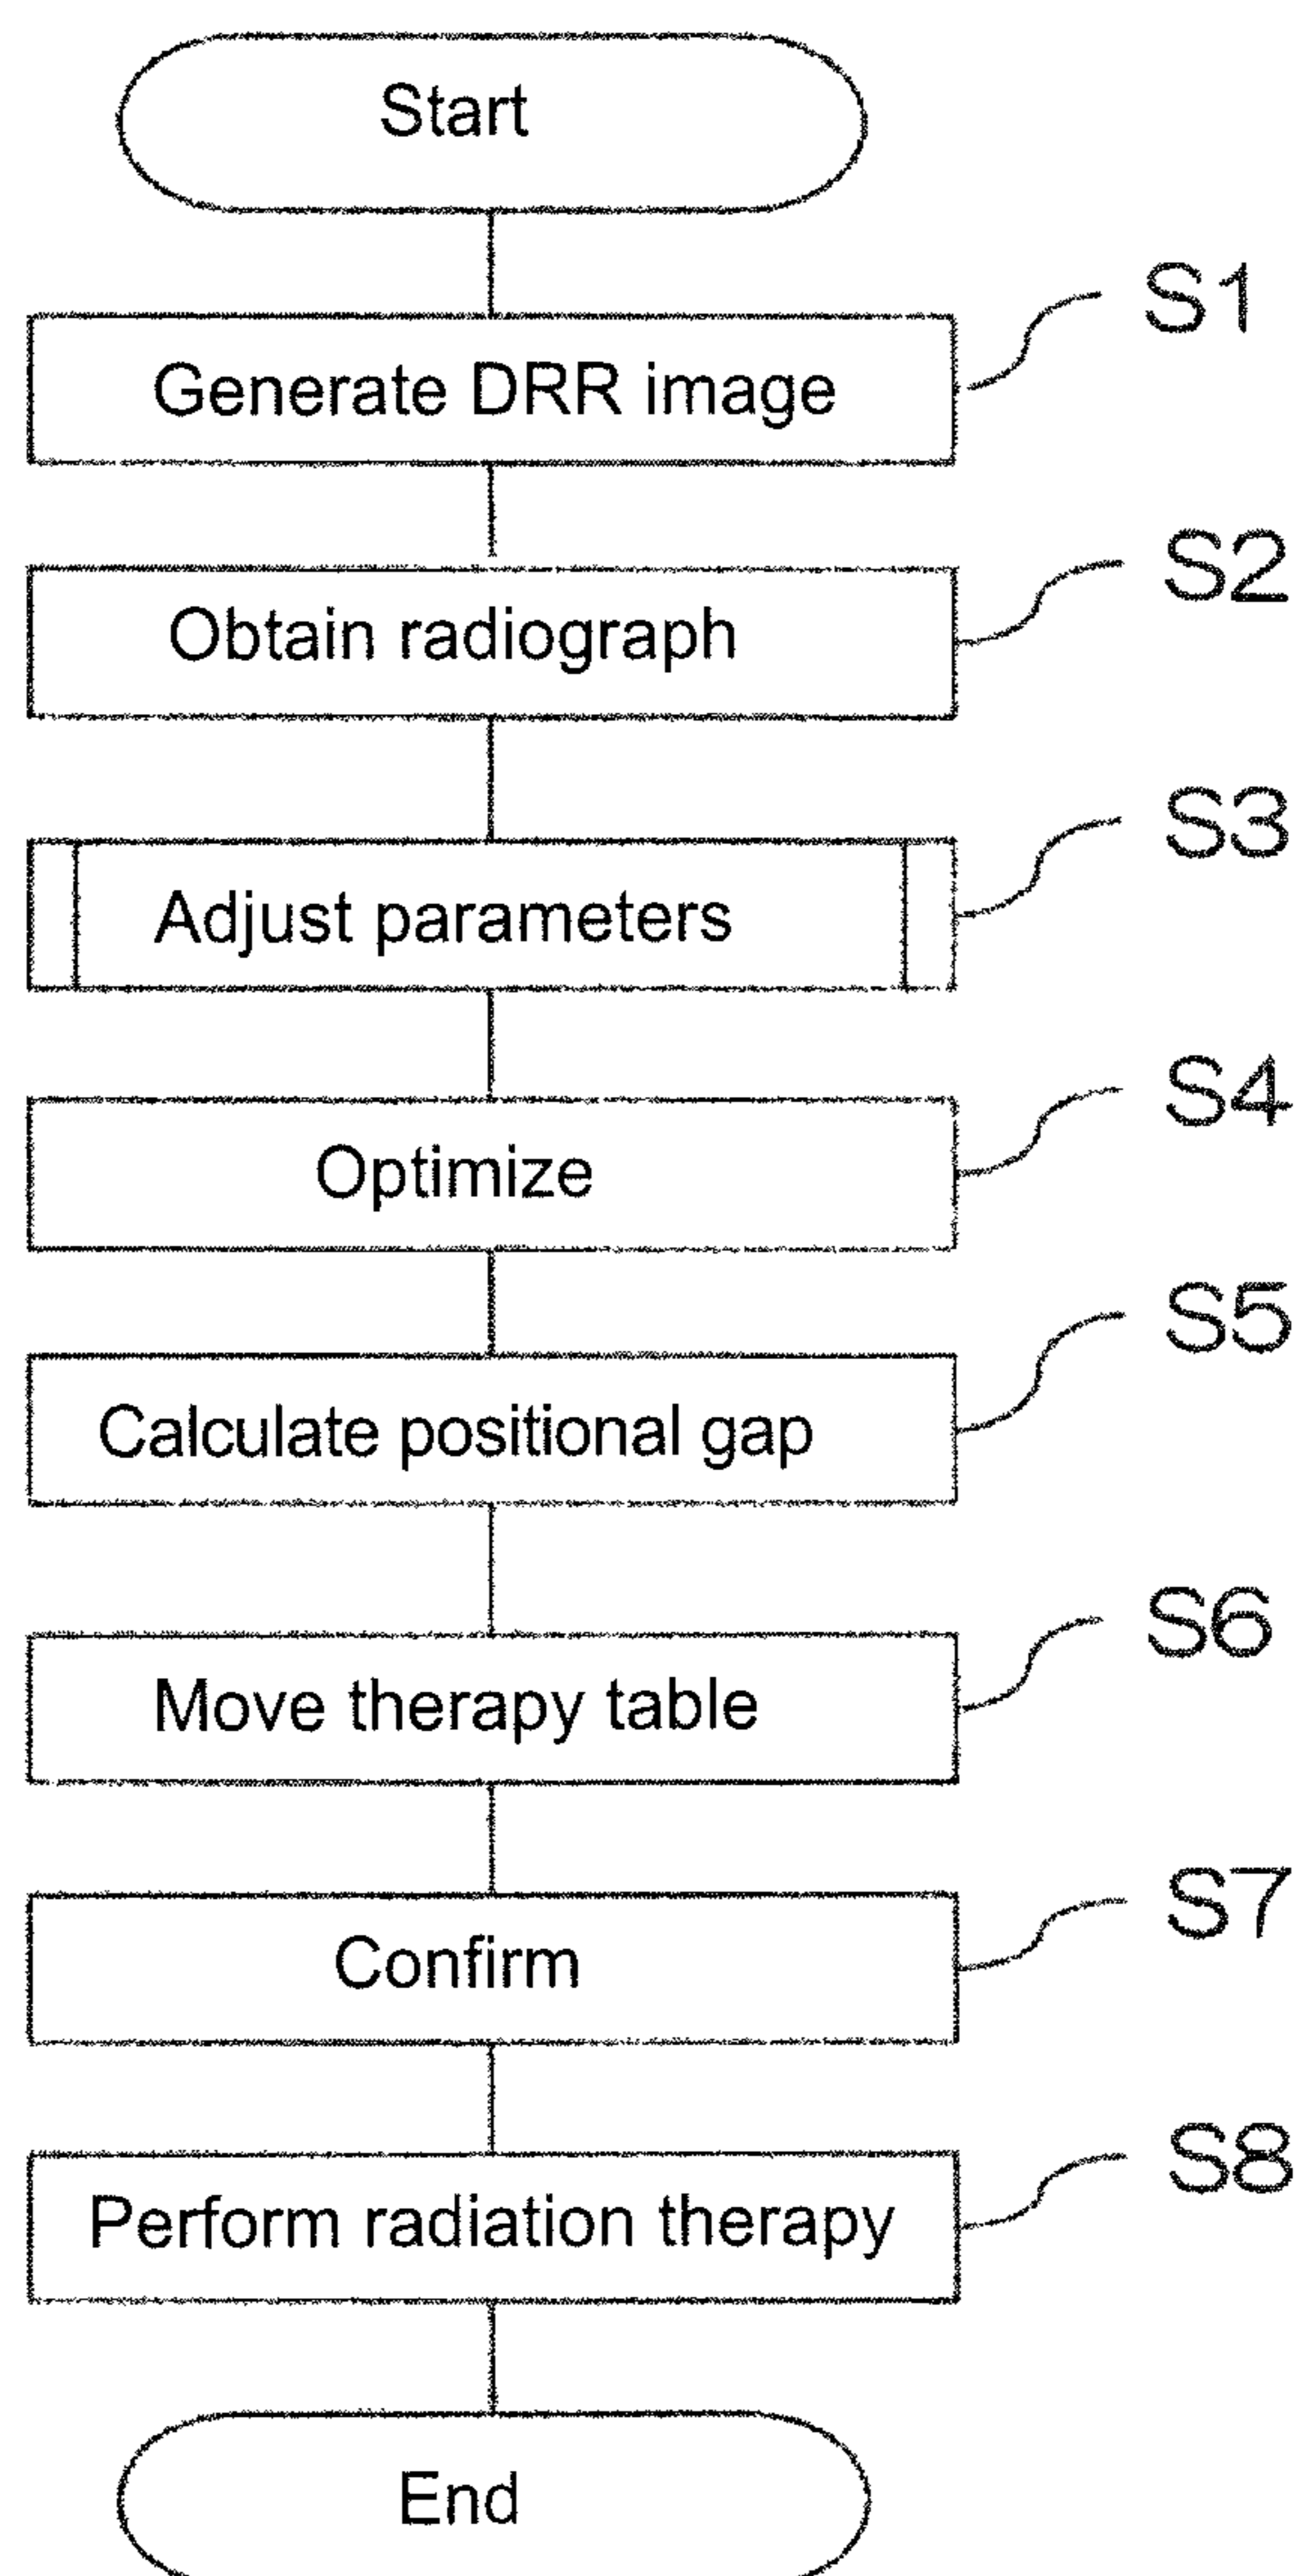 Start
S1
Generate DRR image
S2
Obtain radiograph
S3
Adjust parameters
S4
Optimize
S5
Calculate positional gap
S6
Move therapy table
S7
Confirm
S8
Perform radiation therapy
End